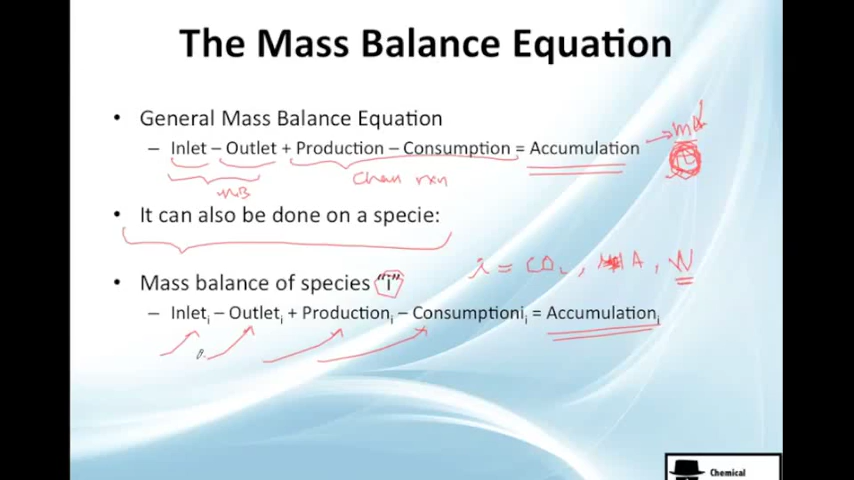 The Mass Balance Equation
• General Mass Balance Equation
– Inlet – Outlet + Production – Consumption = Accumulation
MB
Chem rxn
• It can also be done on a specie:
i = CO₂, A, W
• Mass balance of species "i"
– Inletᵢ – Outletᵢ + Productionᵢ – Consumptioniᵢ = Accumulationᵢ
Chemical